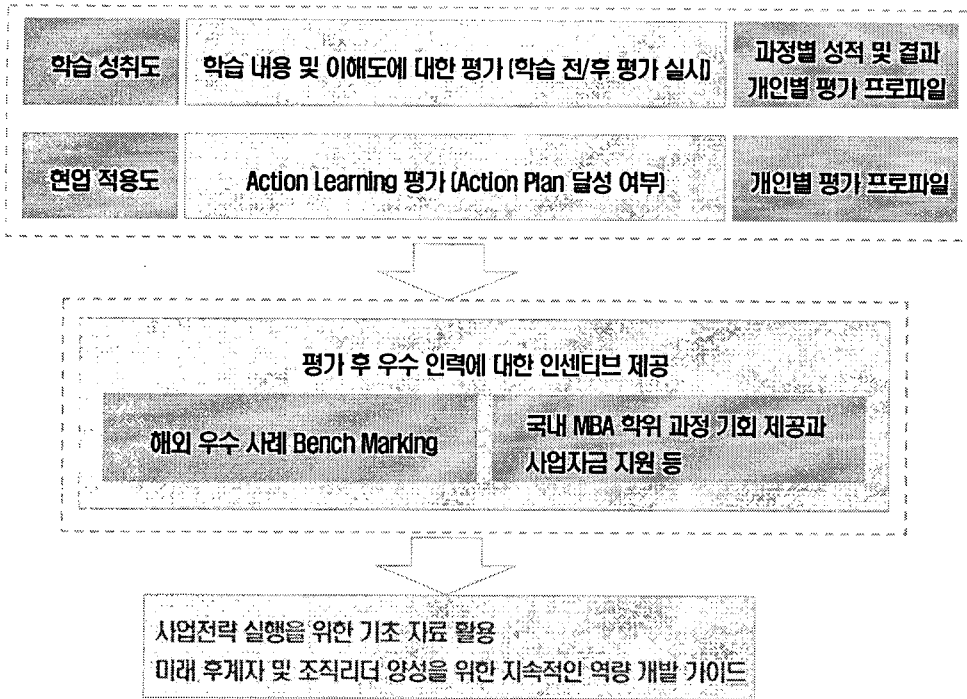 학습 성취도
학습 내용 및 이해도에 대한 평가 (학습 전/후 평가 실시)
과정별 성적 및 결과
개인별 평가 프로파일
현업 적용도
Action Learning 평가 (Action Plan 달성 여부)
개인별 평가 프로파일
평가 후 우수 인력에 대한 인센티브 제공
해외 우수 사례 Bench Marking
국내 MBA 학위 과정 기회 제공과
사업자금 지원 등
사업전략 실행을 위한 기초 자료 활용
미래 후계자 및 조직리더 양성을 위한 지속적인 역량 개발 가이드